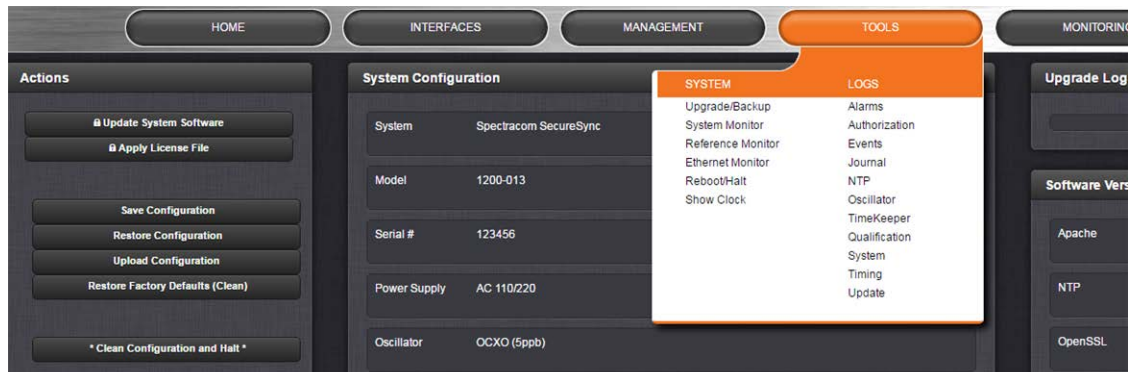 HOME
INTERFACES
MANAGEMENT
TOOLS
MONITORING
Actions
Update System Software
Apply License File
Save Configuration
Restore Configuration
Upload Configuration
Restore Factory Defaults (Clean)
* Clean Configuration and Halt *
System Configuration
System Spectracom SecureSync
Model 1200-013
Serial # 123456
Power Supply AC 110/220
Oscillator OCXO (5ppb)
SYSTEM
Upgrade/Backup
System Monitor
Reference Monitor
Ethernet Monitor
Reboot/Halt
Show Clock
LOGS
Alarms
Authorization
Events
Journal
NTP
Oscillator
TimeKeeper
Qualification
System
Timing
Update
Upgrade Log
Software Vers
Apache
NTP
OpenSSL